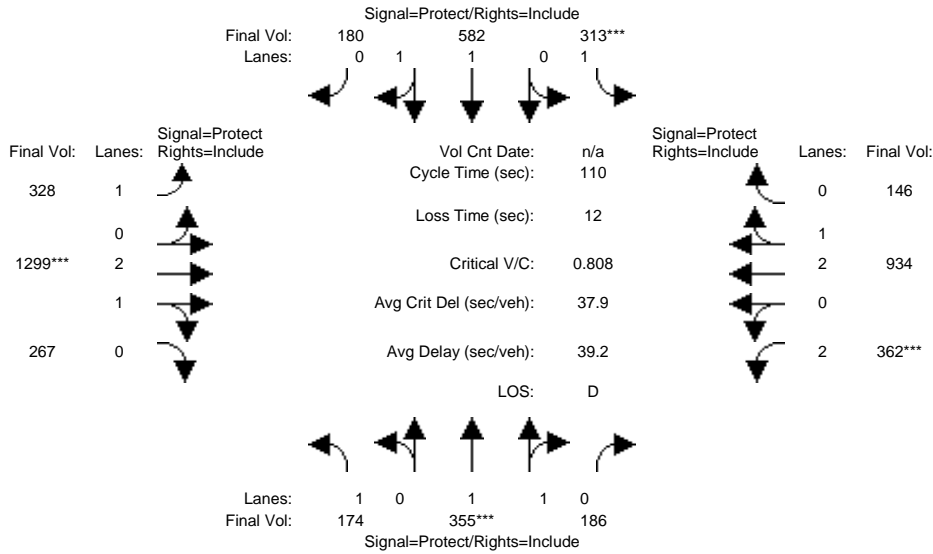 Signal=Protect/Rights=Include
Final Vol: 180 582 313***
Lanes: 0 1 1 0 1
Signal=Protect Signal=Protect
Final Vol: Lanes: Rights=Include Vol Cnt Date: n/a Rights=Include Lanes: Final Vol:
Cycle Time (sec): 110
328 1 0 146
Loss Time (sec): 12
0 1
1299*** 2 Critical V/C: 0.808 2 934
1 Avg Crit Del (sec/veh): 37.9 0
267 0 Avg Delay (sec/veh): 39.2 2 362***
LOS: D
Lanes: 1 0 1 1 0
Final Vol: 174 355*** 186
Signal=Protect/Rights=Include